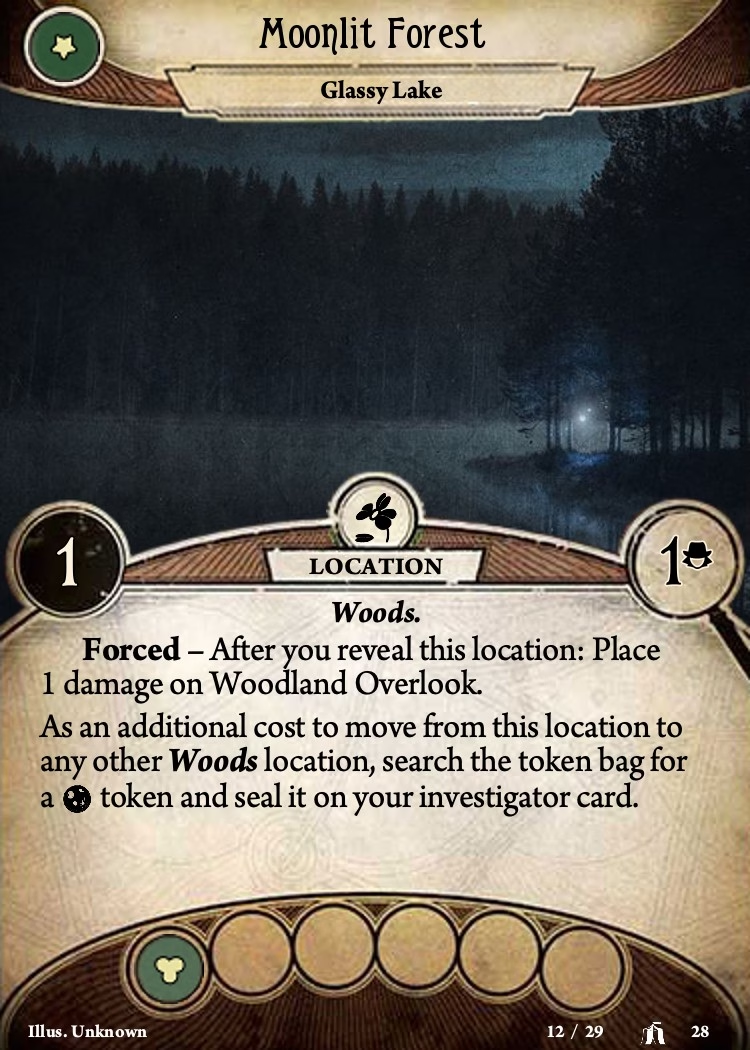 Moonlit Forest
Glassy Lake
1
1
LOCATION
Woods.
Forced – After you reveal this location: Place
1 damage on Woodland Overlook.
As an additional cost to move from this location to
any other Woods location, search the token bag for
a token and seal it on your investigator card.
Illus. Unknown
12 / 29
28